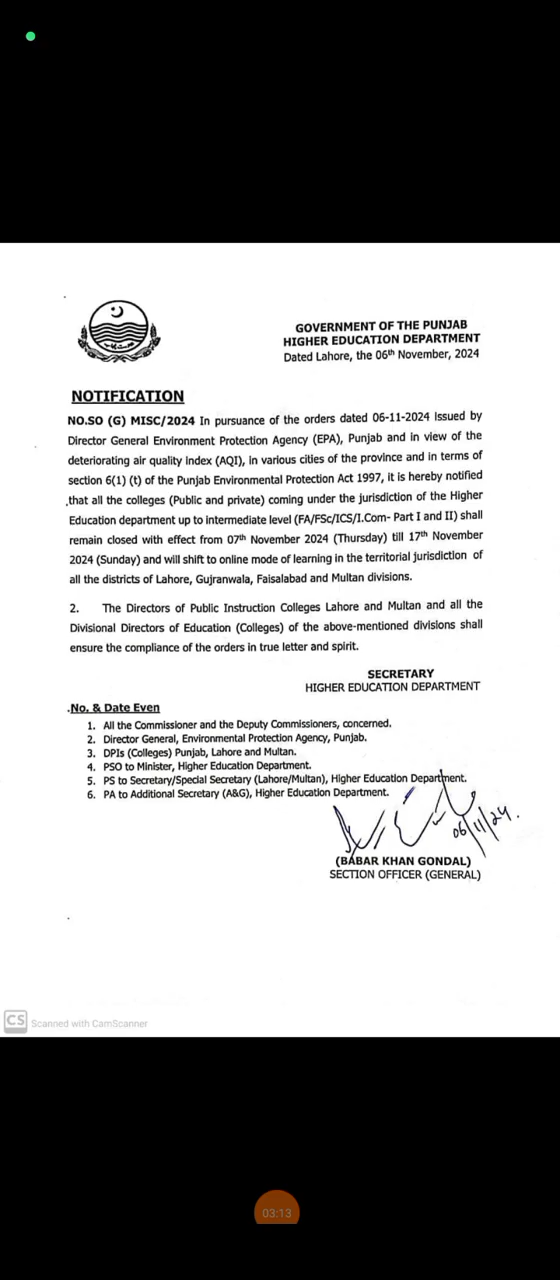 GOVERNMENT OF THE PUNJAB
HIGHER EDUCATION DEPARTMENT
Dated Lahore, the 06th November, 2024
NOTIFICATION
NO.SO (G) MISC/2024 In pursuance of the orders dated 06-11-2024 Issued by
Director General Environment Protection Agency (EPA), Punjab and in view of the
deteriorating air quality index (AQI), in various cities of the province and in terms of
section 6(1) (t) of the Punjab Environmental Protection Act 1997, it is hereby notified
that all the colleges (Public and private) coming under the jurisdiction of the Higher
Education department up to intermediate level (FA/FSc/ICS/I.Com- Part I and II) shall
remain closed with effect from 07th November 2024 (Thursday) till 17th November
2024 (Sunday) and will shift to online mode of learning in the territorial jurisdiction of
all the districts of Lahore, Gujranwala, Faisalabad and Multan divisions.
2. The Directors of Public Instruction Colleges Lahore and Multan and all the
Divisional Directors of Education (Colleges) of the above-mentioned divisions shall
ensure the compliance of the orders in true letter and spirit.
SECRETARY
HIGHER EDUCATION DEPARTMENT
No. & Date Even
1. All the Commissioner and the Deputy Commissioners, concerned.
2. Director General, Environmental Protection Agency, Punjab.
3. DPIs (Colleges) Punjab, Lahore and Multan.
4. PSO to Minister, Higher Education Department.
5. PS to Secretary/Special Secretary (Lahore/Multan), Higher Education Department.
6. PA to Additional Secretary (A&G), Higher Education Department.
06/11/24.
(BABAR KHAN GONDAL)
SECTION OFFICER (GENERAL)
CS Scanned with CamScanner
03:13